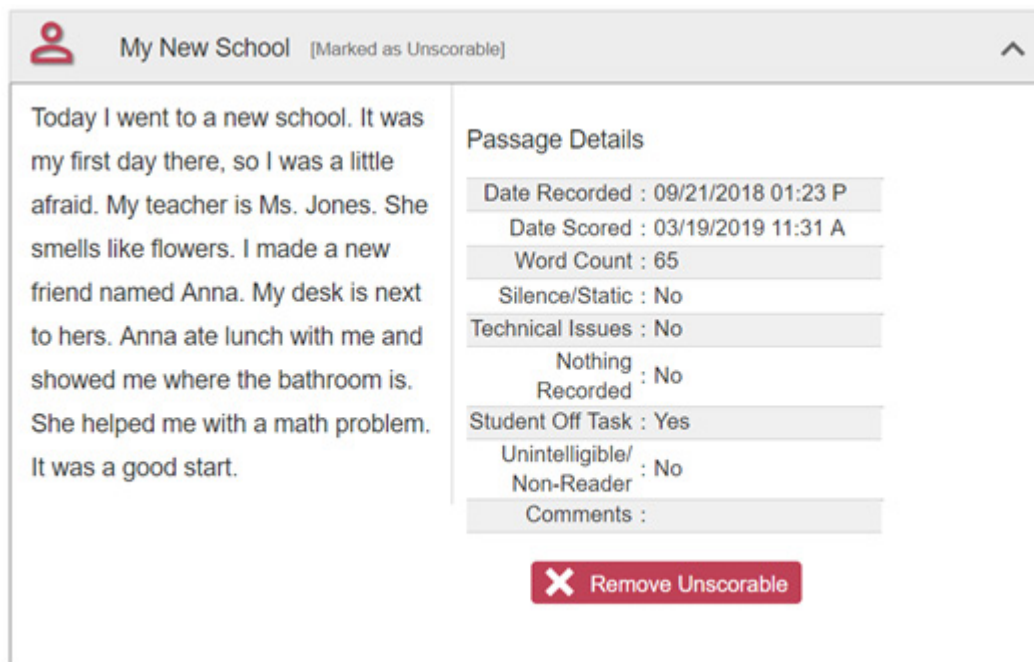 My New School [Marked as Unscorable]
Today I went to a new school. It was
my first day there, so I was a little
afraid. My teacher is Ms. Jones. She
smells like flowers. I made a new
friend named Anna. My desk is next
to hers. Anna ate lunch with me and
showed me where the bathroom is.
She helped me with a math problem.
It was a good start.
Passage Details
Date Recorded : 09/21/2018 01:23 P
Date Scored : 03/19/2019 11:31 A
Word Count : 65
Silence/Static : No
Technical Issues : No
Nothing
Recorded : No
Student Off Task : Yes
Unintelligible/
Non-Reader : No
Comments :
Remove Unscorable